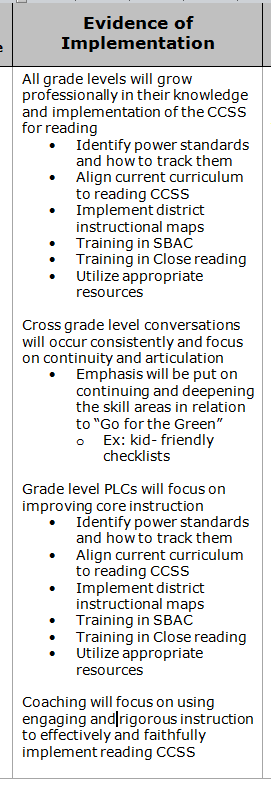 Evidence of
Implementation
e
All grade levels will grow
professionally in their knowledge
and implementation of the CCSS
for reading
• Identify power standards
and how to track them
• Align current curriculum
to reading CCSS
• Implement district
instructional maps
• Training in SBAC
• Training in Close reading
• Utilize appropriate
resources
Cross grade level conversations
will occur consistently and focus
on continuity and articulation
• Emphasis will be put on
continuing and deepening
the skill areas in relation
to “Go for the Green”
o Ex: kid- friendly
checklists
Grade level PLCs will focus on
improving core instruction
• Identify power standards
and how to track them
• Align current curriculum
to reading CCSS
• Implement district
instructional maps
• Training in SBAC
• Training in Close reading
• Utilize appropriate
resources
Coaching will focus on using
engaging and rigorous instruction
to effectively and faithfully
implement reading CCSS